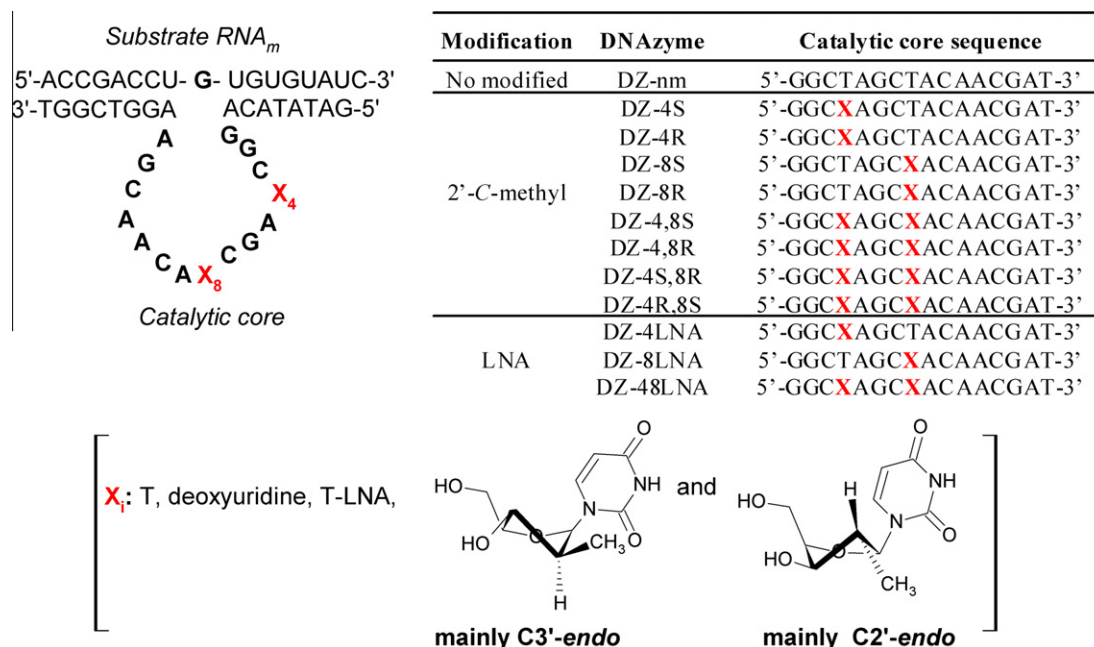 Substrate RNAm
5'-ACCGACCU- G- UGUGUAUC-3'
3'-TGGCTGGA ACATATAG-5'
A
G
C
A
A
C
A
X8
C
G
A
X4
C
G
G
Catalytic core
Modification DNAzyme Catalytic core sequence
No modified DZ-nm 5'-GGCTAGCTACAACGAT-3'
2'-C-methyl
DZ-4S 5'-GGCXAGCTACAACGAT-3'
DZ-4R 5'-GGCXAGCTACAACGAT-3'
DZ-8S 5'-GGCTAGCXACAACGAT-3'
DZ-8R 5'-GGCTAGCXACAACGAT-3'
DZ-4,8S 5'-GGCXAGCXACAACGAT-3'
DZ-4,8R 5'-GGCXAGCXACAACGAT-3'
DZ-4S,8R 5'-GGCXAGCXACAACGAT-3'
DZ-4R,8S 5'-GGCXAGCXACAACGAT-3'
LNA
DZ-4LNA 5'-GGCXAGCTACAACGAT-3'
DZ-8LNA 5'-GGCTAGCXACAACGAT-3'
DZ-48LNA 5'-GGCXAGCXACAACGAT-3'
Xi: T, deoxyuridine, T-LNA,
O
NH
N
O
HO
O
HO
CH3
H
mainly C3'-endo
and
O
NH
N
O
H
HO
O
HO
CH3
mainly C2'-endo